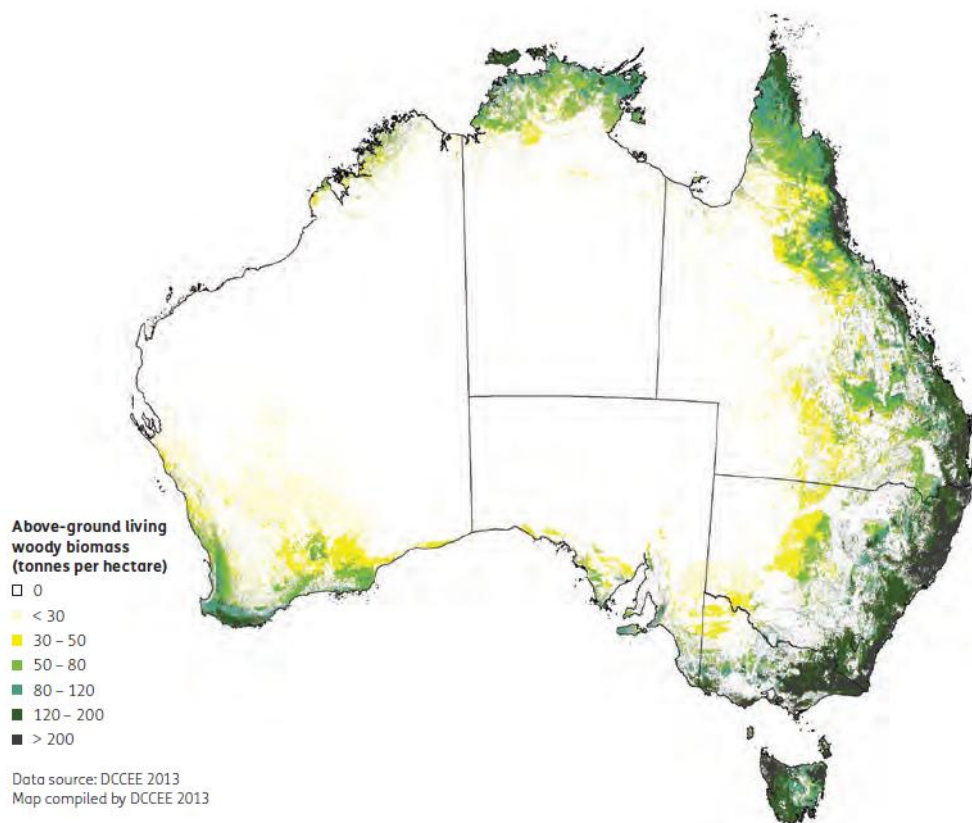 Above-ground living
woody biomass
(tonnes per hectare)
0
< 30
30 – 50
50 – 80
80 – 120
120 – 200
> 200
Data source: DCCEE 2013
Map compiled by DCCEE 2013